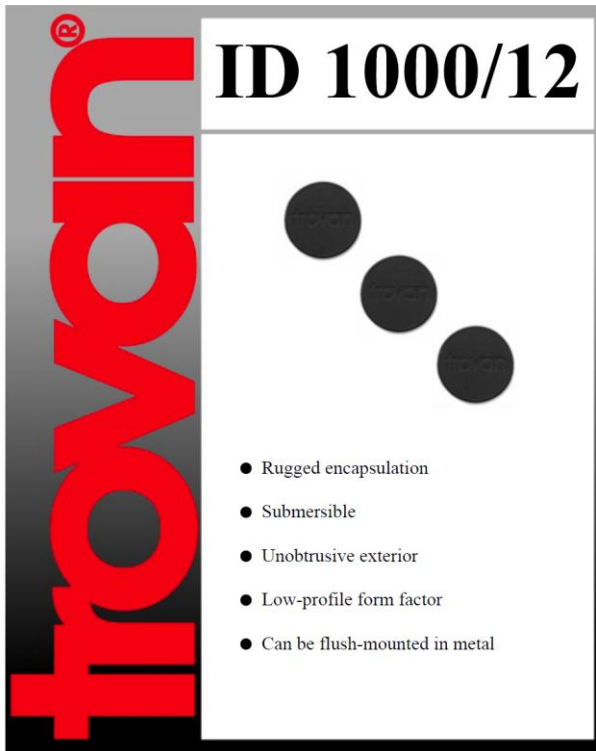 trovan®
ID 1000/12
trovan
trovan
trovan
● Rugged encapsulation
● Submersible
● Unobtrusive exterior
● Low-profile form factor
● Can be flush-mounted in metal